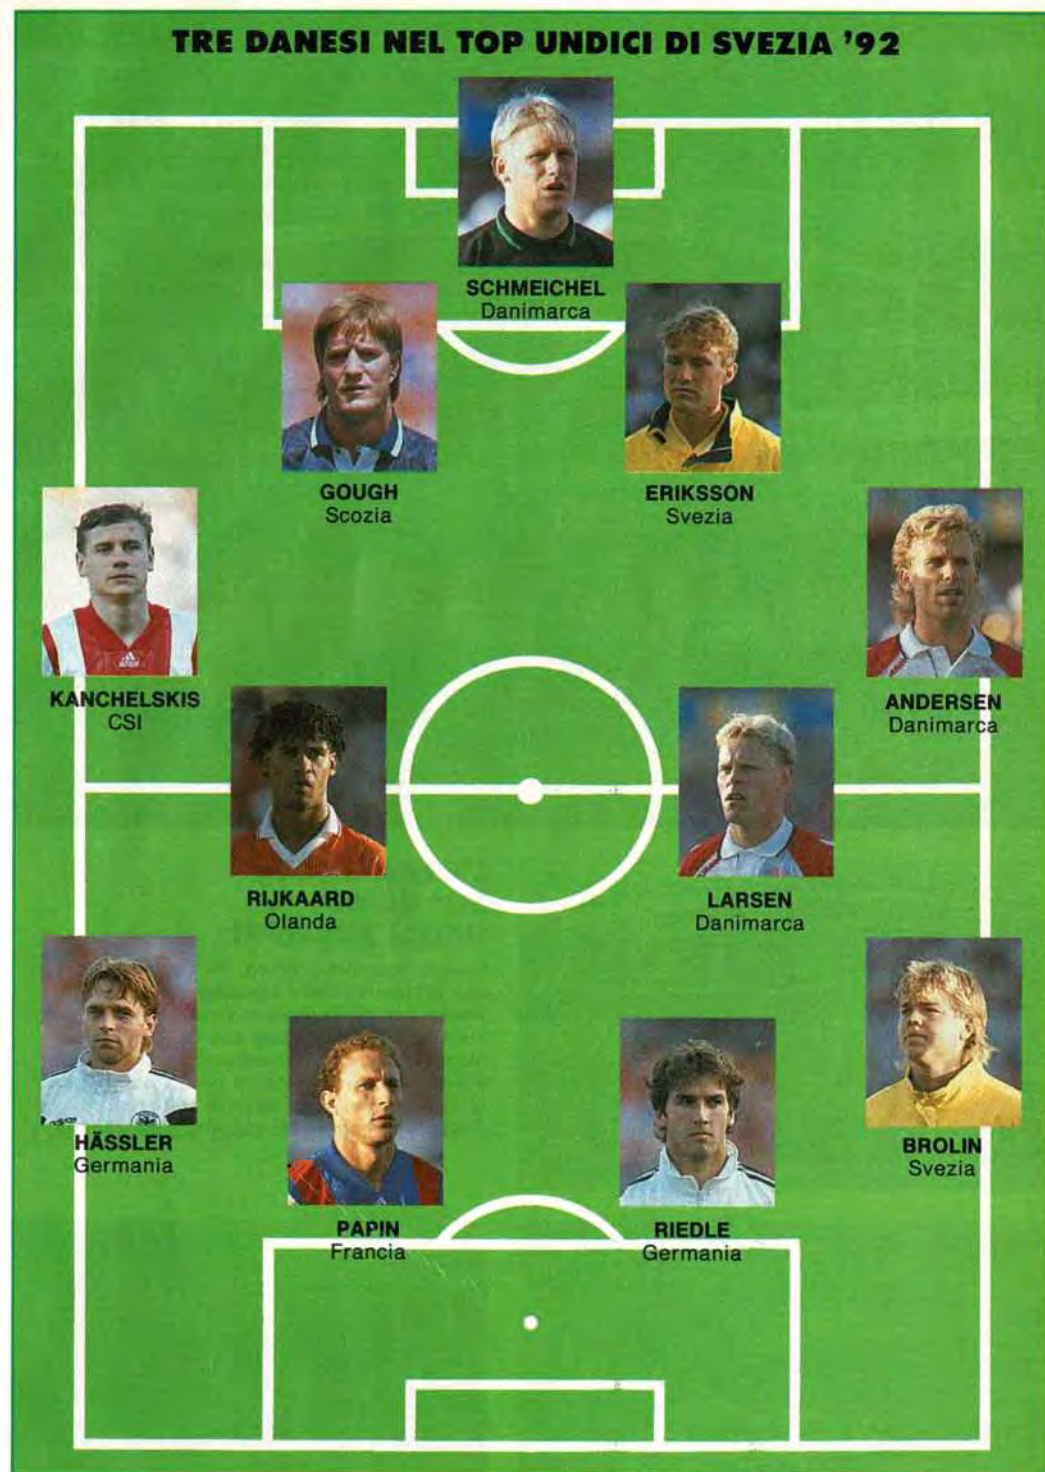 TRE DANESI NEL TOP UNDICI DI SVEZIA '92
SCHMEICHEL
Danimarca
GOUGH
Scozia
ERIKSSON
Svezia
KANCHELSKIS
CSI
ANDERSEN
Danimarca
RIJKAARD
Olanda
LARSEN
Danimarca
HÄSSLER
Germania
BROLIN
Svezia
PAPIN
Francia
RIEDLE
Germania